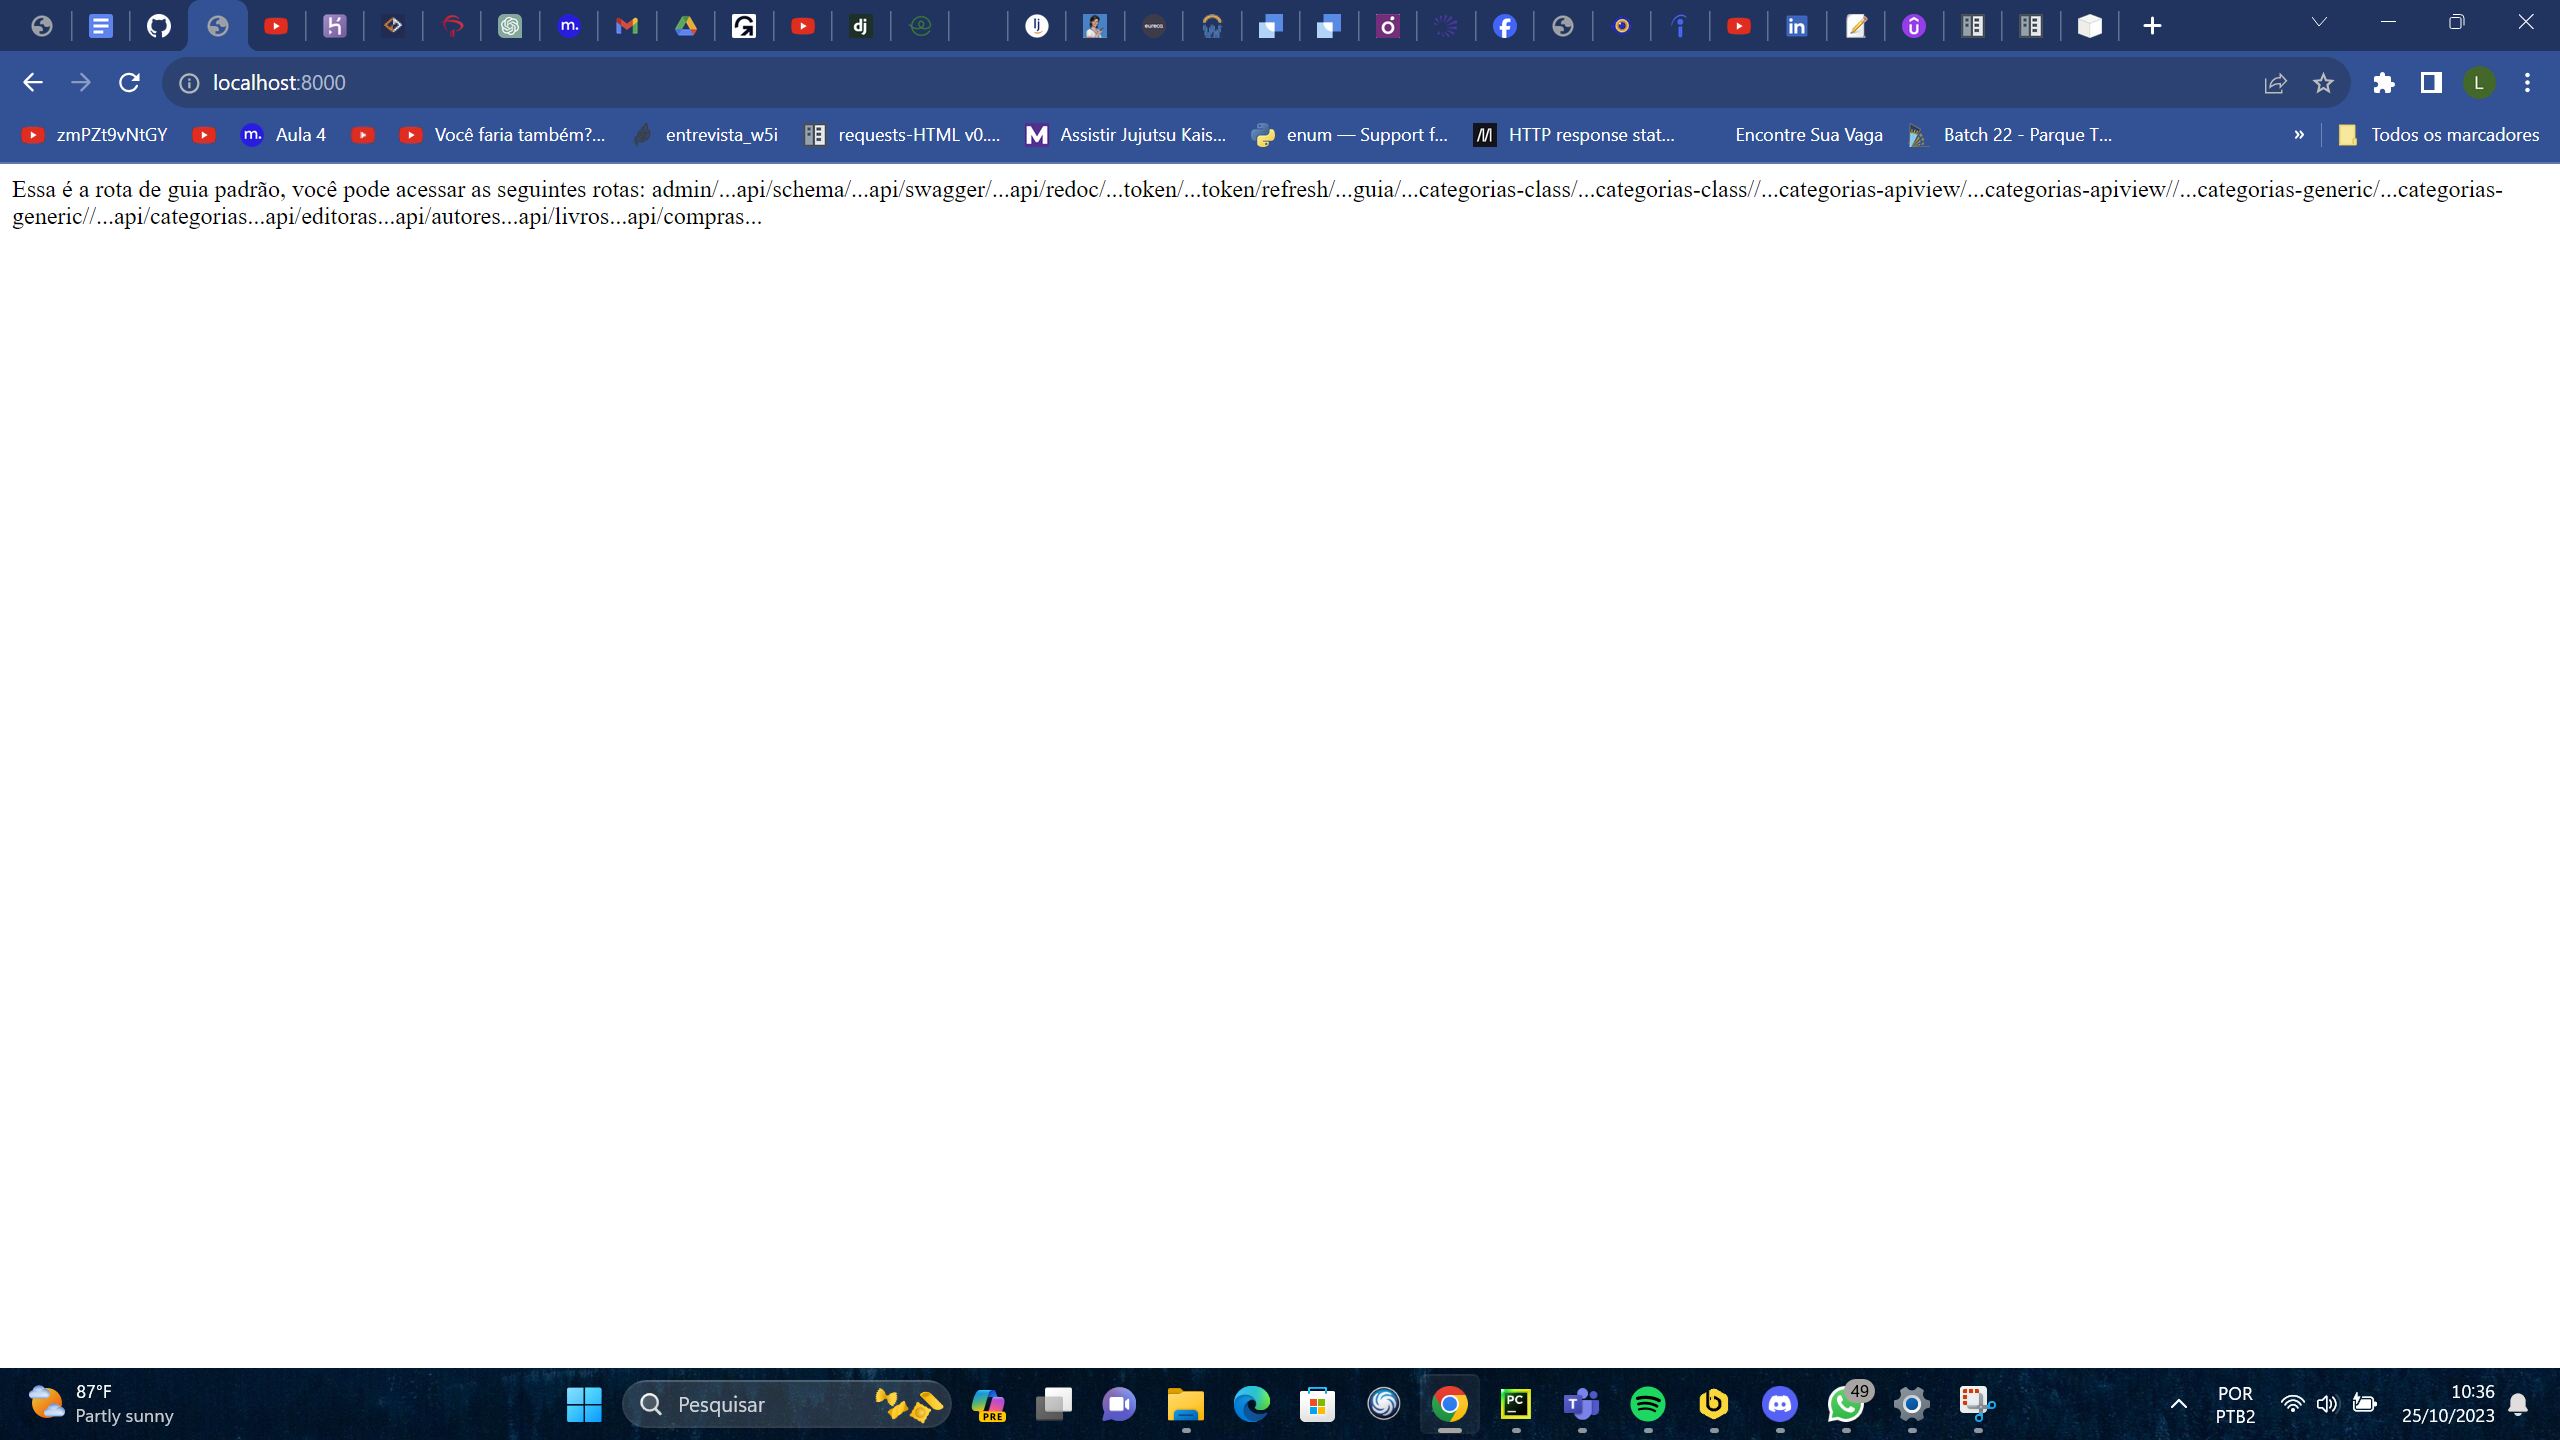 localhost:8000
zmPZt9vNtGY
Aula 4
Você faria também?...
entrevista_w5i
requests-HTML v0....
Assistir Jujutsu Kais...
enum — Support f...
HTTP response stat...
Encontre Sua Vaga
Batch 22 - Parque T...
»
Todos os marcadores
Essa é a rota de guia padrão, você pode acessar as seguintes rotas: admin/...api/schema/...api/swagger/...api/redoc/...token/...token/refresh/...guia/...categorias-class/...categorias-class//...categorias-apiview/...categorias-apiview//...categorias-generic/...categorias-
generic//...api/categorias...api/editoras...api/autores...api/livros...api/compras...
87°F
Partly sunny
Pesquisar
PRE
49
POR
PTB2
10:36
25/10/2023